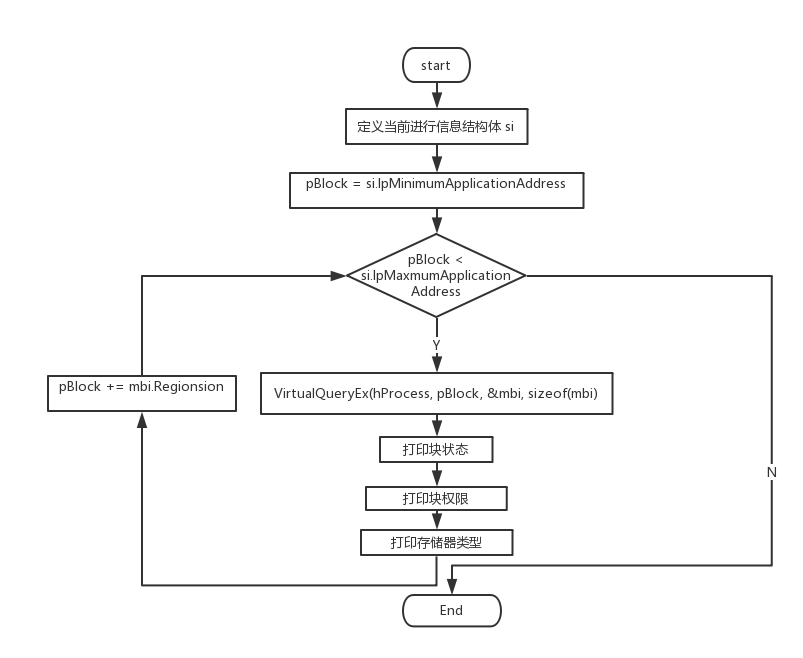 start
定义当前进行信息结构体 si
pBlock = si.lpMinimumApplicationAddress
pBlock <
si.lpMaxmumApplication
Address
Y
pBlock += mbi.Regionsion
VirtualQueryEx(hProcess, pBlock, &mbi, sizeof(mbi)
打印块状态
N
打印块权限
打印存储器类型
End